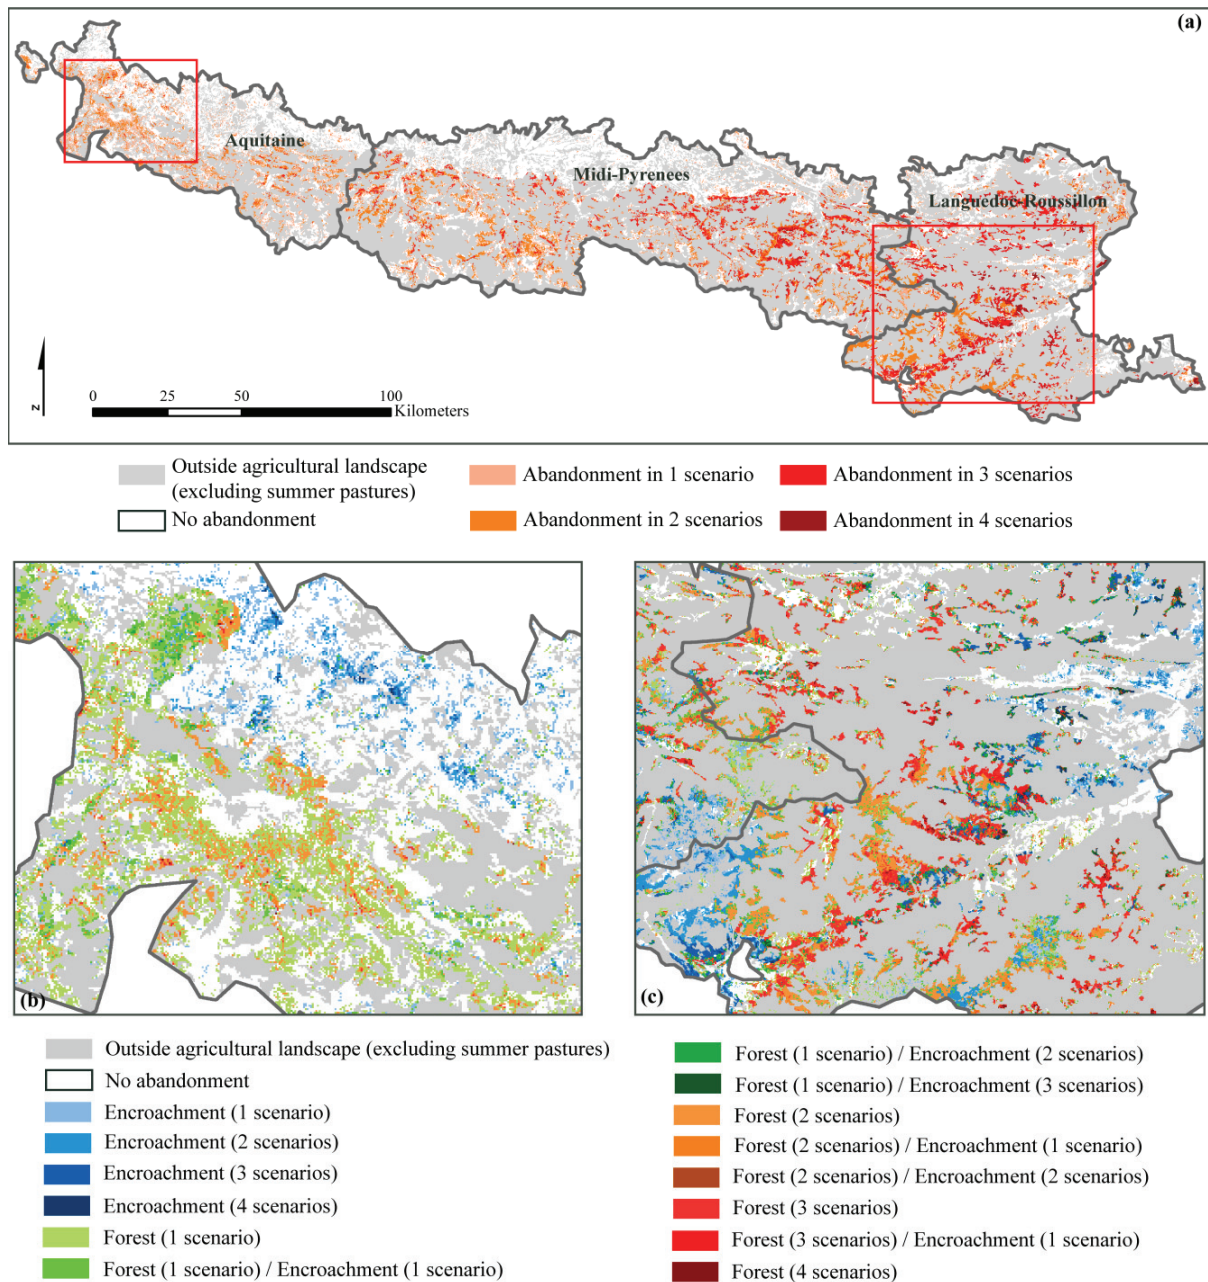 (a)
Aquitaine
Midi-Pyrenees
Languedoc-Roussillon
N
0 25 50 100
Kilometers
Outside agricultural landscape
(excluding summer pastures)
No abandonment
Abandonment in 1 scenario
Abandonment in 2 scenarios
Abandonment in 3 scenarios
Abandonment in 4 scenarios
(b)
(c)
Outside agricultural landscape (excluding summer pastures)
No abandonment
Encroachment (1 scenario)
Encroachment (2 scenarios)
Encroachment (3 scenarios)
Encroachment (4 scenarios)
Forest (1 scenario)
Forest (1 scenario) / Encroachment (1 scenario)
Forest (1 scenario) / Encroachment (2 scenarios)
Forest (1 scenario) / Encroachment (3 scenarios)
Forest (2 scenarios)
Forest (2 scenarios) / Encroachment (1 scenario)
Forest (2 scenarios) / Encroachment (2 scenarios)
Forest (3 scenarios)
Forest (3 scenarios) / Encroachment (1 scenario)
Forest (4 scenarios)